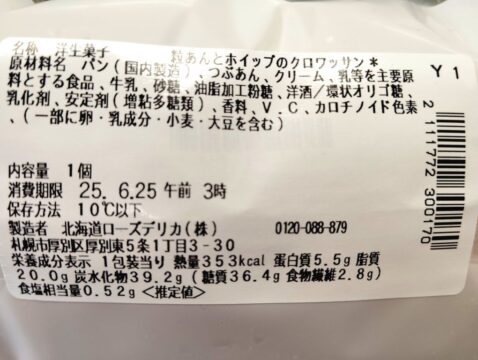 名称 洋生菓子 粒あんとホイップのクロワッサン*
原材料名 パン(国内製造)、つぶあん、クリーム、乳等を主要原
料とする食品、牛乳、砂糖、油脂加工粉糖、洋酒/環状オリゴ糖、
乳化剤、安定剤(増粘多糖類)、香料、V.C、カロチノイド色素
、(一部に卵・乳成分・小麦・大豆を含む)
Y 1
2 111772 300170
内容量 1個
消費期限 25. 6.25 午前 3時
保存方法 10℃以下
製造者 北海道ローズデリカ(株) 0120-088-879
札幌市厚別区厚別東5条1丁目3-30
栄養成分表示 1包装当り 熱量353kcal 蛋白質5.5g 脂質
20.0g 炭水化物39.2g(糖質36.4g 食物繊維2.8g)
食塩相当量0.52g <推定値>